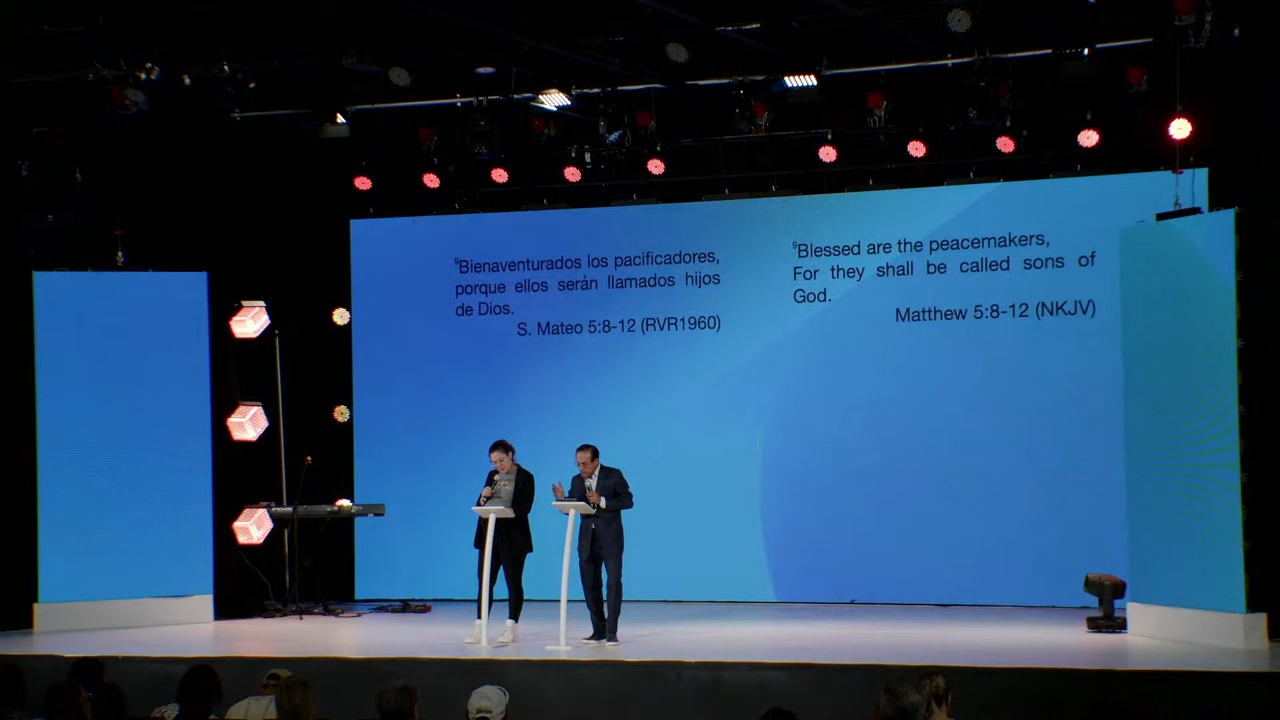 ⁹Bienaventurados los pacificadores,
porque ellos serán llamados hijos
de Dios.
S. Mateo 5:8-12 (RVR1960)
⁹Blessed are the peacemakers,
For they shall be called sons of
God.
Matthew 5:8-12 (NKJV)